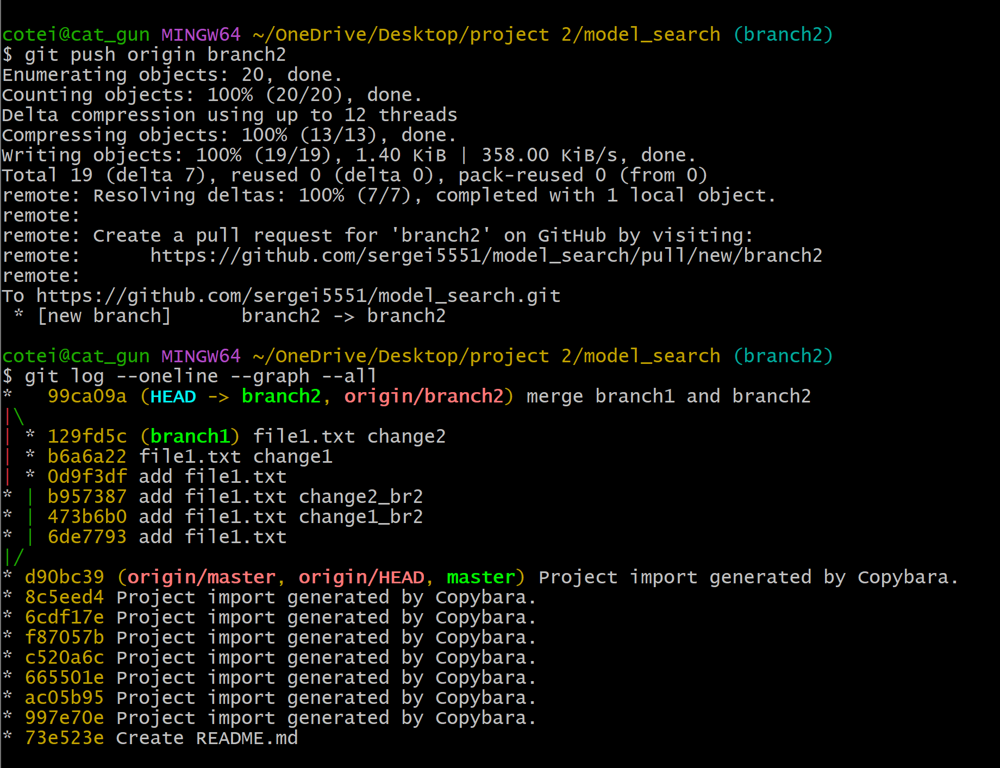 cotei@cat_gun MINGW64 ~/OneDrive/Desktop/project 2/model_search (branch2)
$ git push origin branch2
Enumerating objects: 20, done.
Counting objects: 100% (20/20), done.
Delta compression using up to 12 threads
Compressing objects: 100% (13/13), done.
Writing objects: 100% (19/19), 1.40 KiB | 358.00 KiB/s, done.
Total 19 (delta 7), reused 0 (delta 0), pack-reused 0 (from 0)
remote: Resolving deltas: 100% (7/7), completed with 1 local object.
remote:
remote: Create a pull request for 'branch2' on GitHub by visiting:
remote:      https://github.com/sergei5551/model_search/pull/new/branch2
remote:
To https://github.com/sergei5551/model_search.git
 * [new branch]      branch2 -> branch2
cotei@cat_gun MINGW64 ~/OneDrive/Desktop/project 2/model_search (branch2)
$ git log --oneline --graph --all
*   99ca09a (HEAD -> branch2, origin/branch2) merge branch1 and branch2
|\
| * 129fd5c (branch1) file1.txt change2
| * b6a6a22 file1.txt change1
| * 0d9f3df add file1.txt
* | b957387 add file1.txt change2_br2
* | 473b6b0 add file1.txt change1_br2
* | 6de7793 add file1.txt
|/
* d90bc39 (origin/master, origin/HEAD, master) Project import generated by Copybara.
* 8c5eed4 Project import generated by Copybara.
* 6cdf17e Project import generated by Copybara.
* f87057b Project import generated by Copybara.
* c520a6c Project import generated by Copybara.
* 665501e Project import generated by Copybara.
* ac05b95 Project import generated by Copybara.
* 997e70e Project import generated by Copybara.
* 73e523e Create README.md